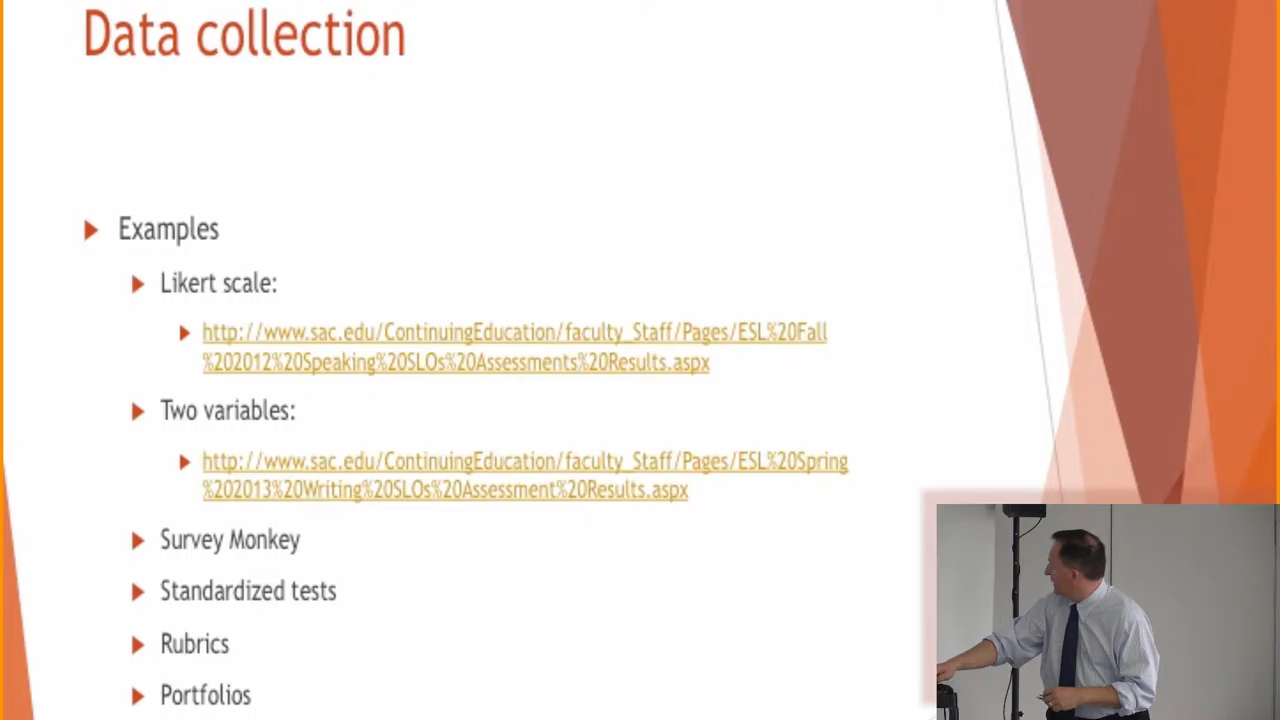 Data collection
Examples
Likert scale:
http://www.sac.edu/ContinuingEducation/faculty_Staff/Pages/ESL%20Fall
%202012%20Speaking%20SLOs%20Assessments%20Results.aspx
Two variables:
http://www.sac.edu/ContinuingEducation/faculty_Staff/Pages/ESL%20Spring
%202013%20Writing%20SLOs%20Assessment%20Results.aspx
Survey Monkey
Standardized tests
Rubrics
Portfolios